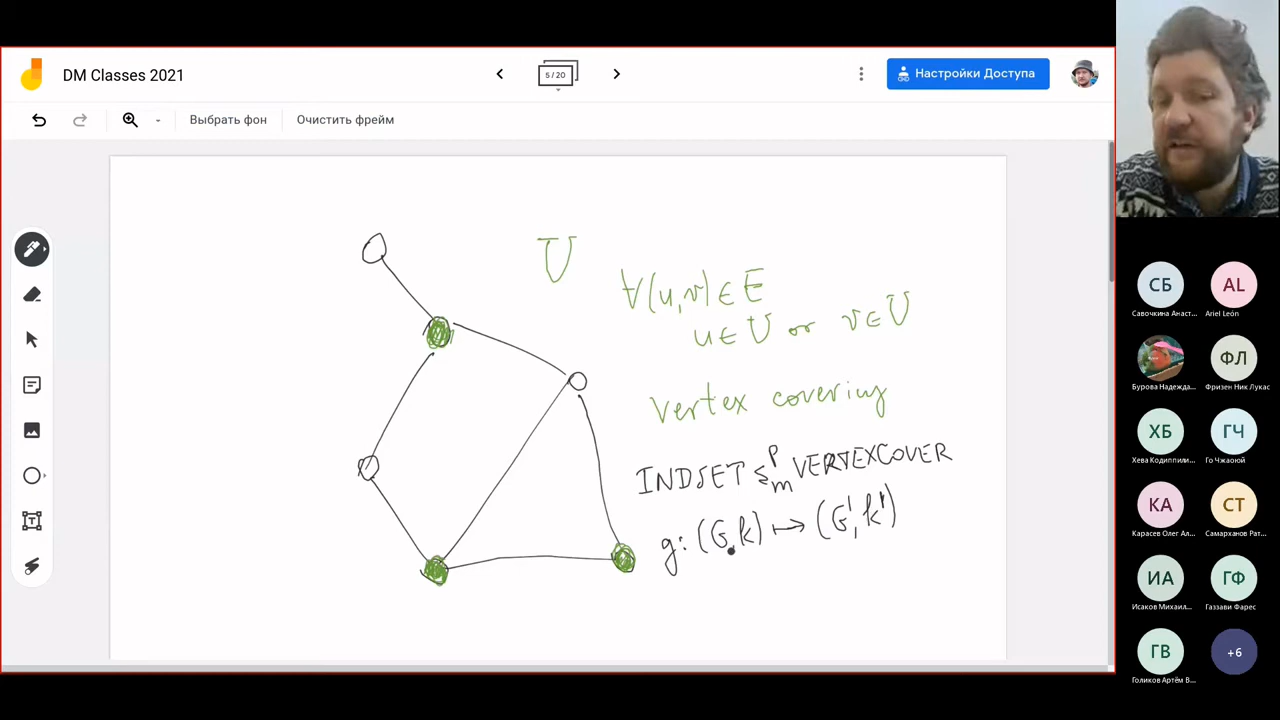 DM Classes 2021
5 / 20
Настройки Доступа
Выбрать фон
Очистить фрейм
U
∀(u,v)∈E
u∈U or v∈U
vertex covering
INDSET ≤ᵖₘ VERTEXCOVER
g: (G,k) ↦ (G',k')
СБ
Савочкина Анаст...
AL
Ariel León
Бурова Надежда...
ФЛ
Фризен Ник Лукас
ХБ
Хева Кодиппили...
ГЧ
Го Чжаоюй
КА
Карасев Олег Ал...
СТ
Самарханов Рат...
ИА
Исаков Михаил...
ГФ
Газзави Фарес
ГВ
Голиков Артём В...
+6